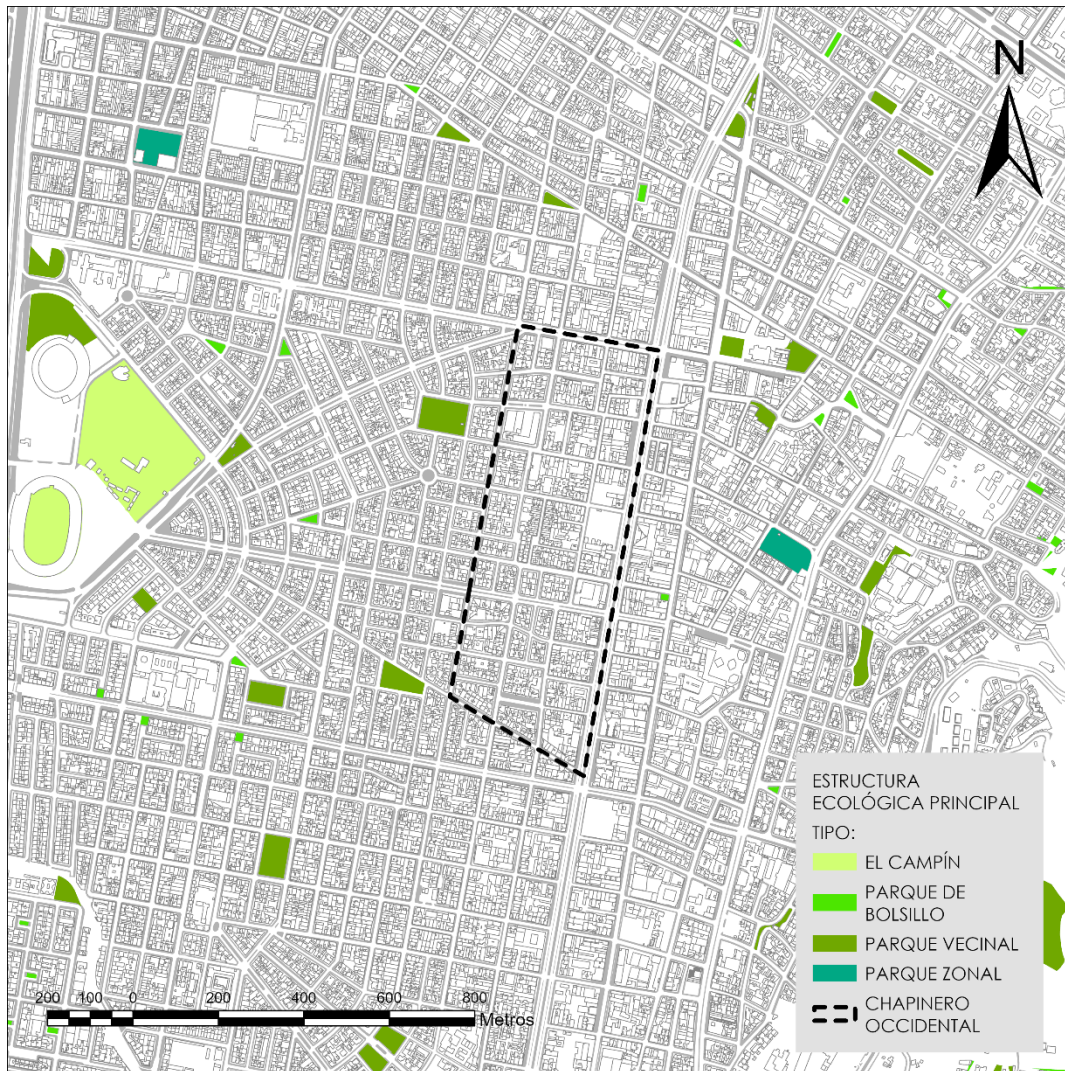 N
ESTRUCTURA
ECOLÓGICA PRINCIPAL
TIPO:
EL CAMPÍN
PARQUE DE
BOLSILLO
PARQUE VECINAL
PARQUE ZONAL
CHAPINERO
OCCIDENTAL
200 100 0 200 400 600 800
Metros